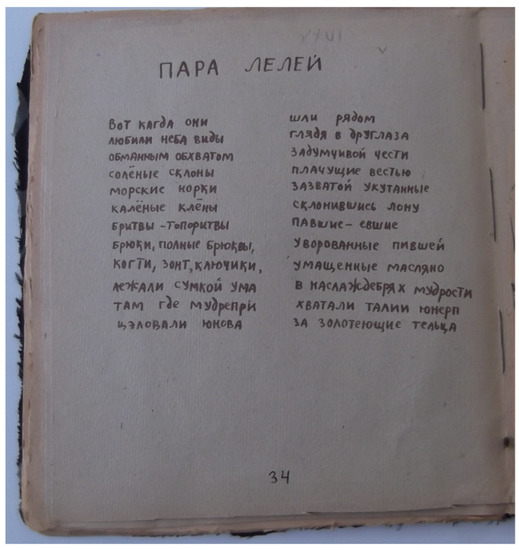 ПАРА ЛЕЛЕЙ
Вот кагда они шли рядом
любили неба виды глядя в друглаза
обманным обхватом задумчивой чести
солёные склоны плачущие вестью
морские норки зазватой укутанные
калёные клёны склонившись лону
бритвы-топоритвы павшие-евшие
брюки, полные брюквы, уворованные пившей
когти, зонт, ключики, умащенные масляно
лежали сумкой ума в наслаждебрях мудрости
там где мудрепри хватали талии юнерп
цэловали юнова за золотеющие тельца
34